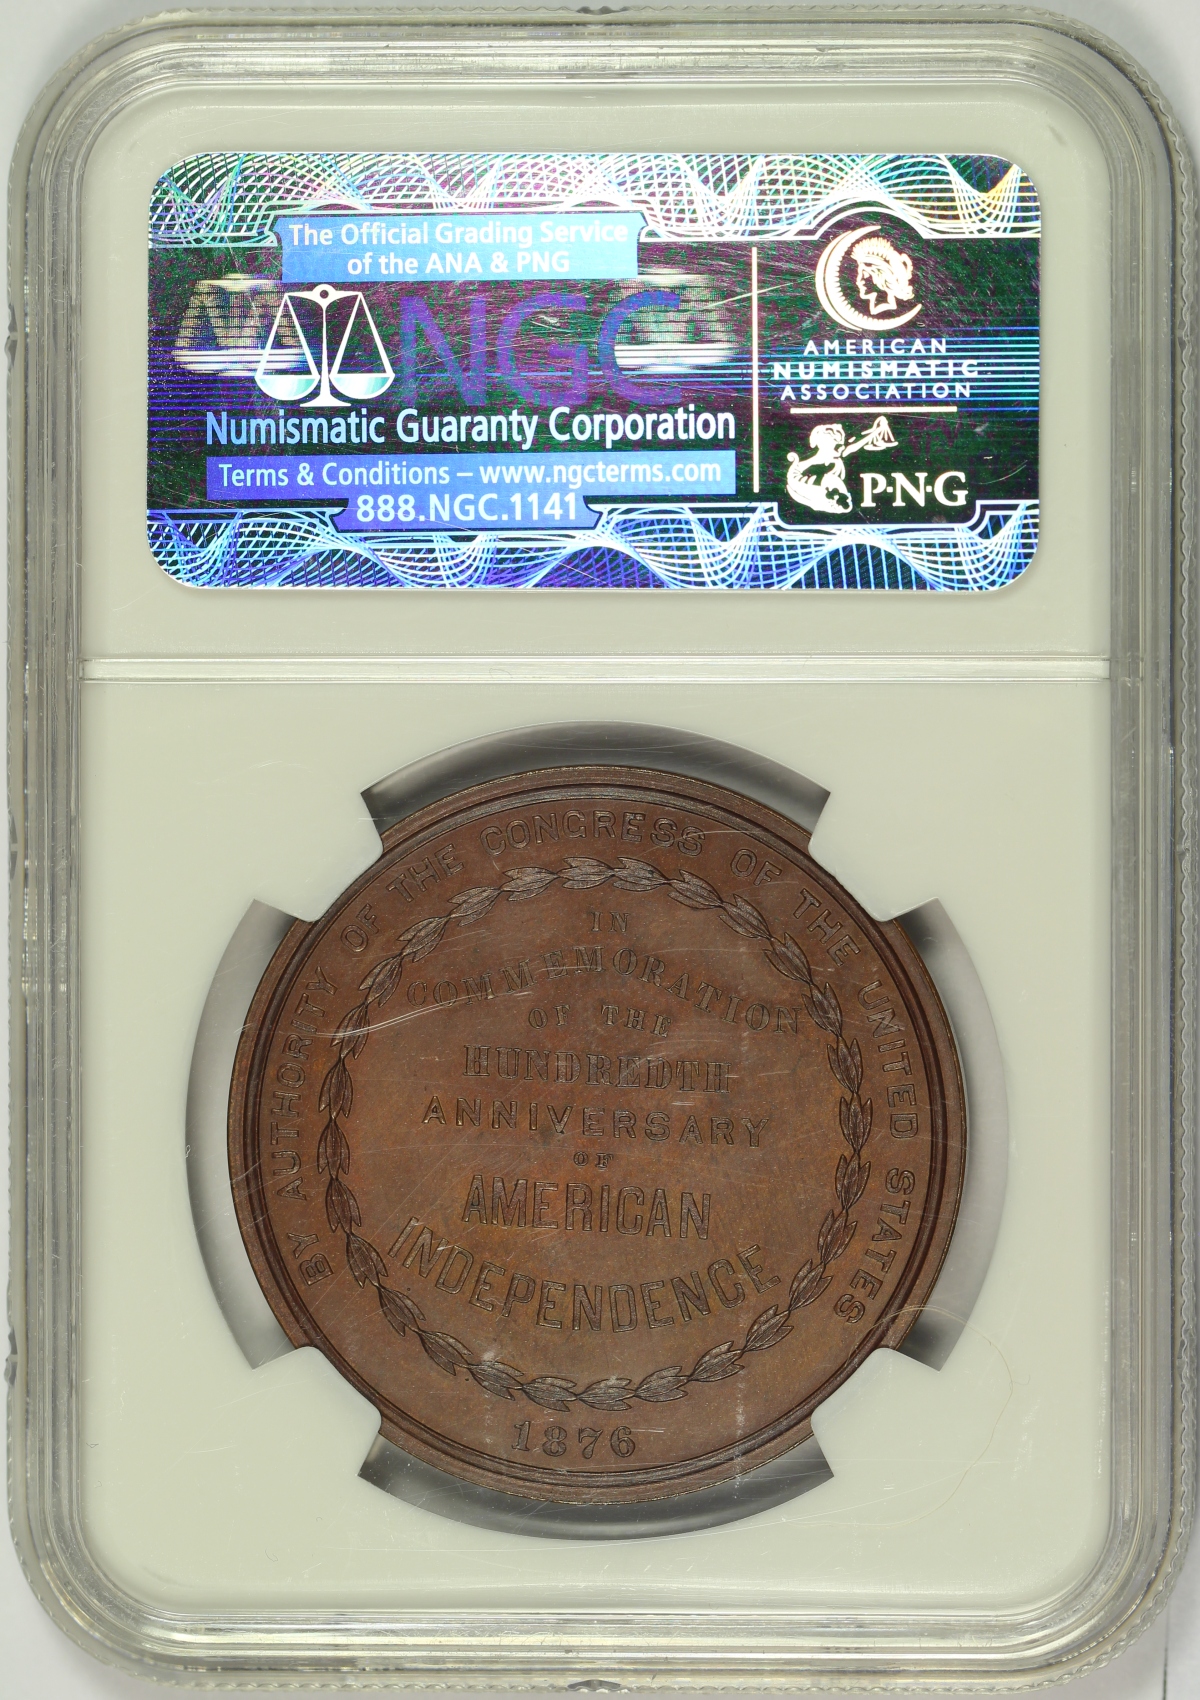 The Official Grading Service
of the ANA & PNG
NGC
Numismatic Guaranty Corporation
Terms & Conditions – www.ngcterms.com
888.NGC.1141
AMERICAN
NUMISMATIC
ASSOCIATION
P·N·G
BY AUTHORITY OF THE CONGRESS OF THE UNITED STATES
IN
COMMEMORATION
OF THE
HUNDREDTH
ANNIVERSARY
OF
AMERICAN
INDEPENDENCE
1876